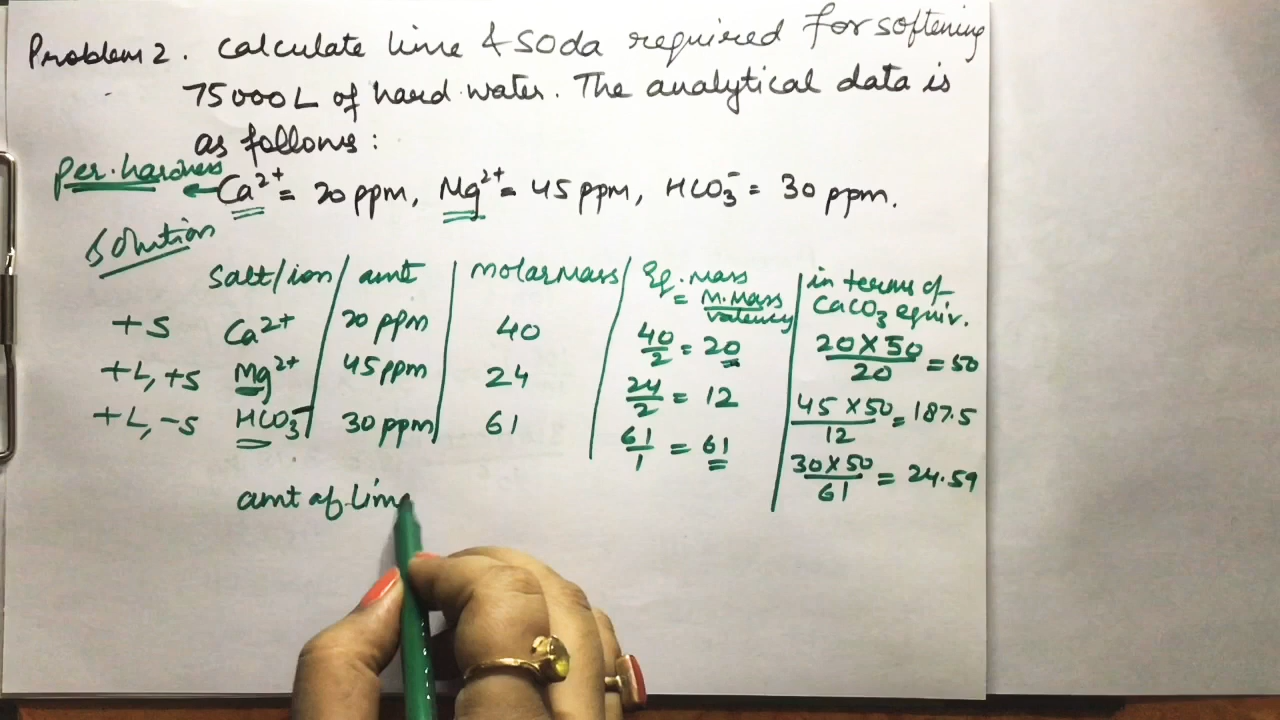 Problem 2. Calculate lime & Soda required for softening
75000L of hard water. The analytical data is
as follows:
per. hardness
Ca²⁺ = 20 ppm, Mg²⁺ = 45 ppm, HCO₃⁻ = 30 ppm.
Solution
Salt/ion | amt | molar mass | Eq. mass = M.Mass/valency | in terms of CaCO₃ equiv.
+S Ca²⁺ 20 ppm 40 40/2 = 20 20 X 50/20 = 50
+L, +S Mg²⁺ 45 ppm 24 24/2 = 12 45 X 50/12 = 187.5
+L, -S HCO₃⁻ 30 ppm 61 61/1 = 61 30 X 50/61 = 24.59
amt of lime